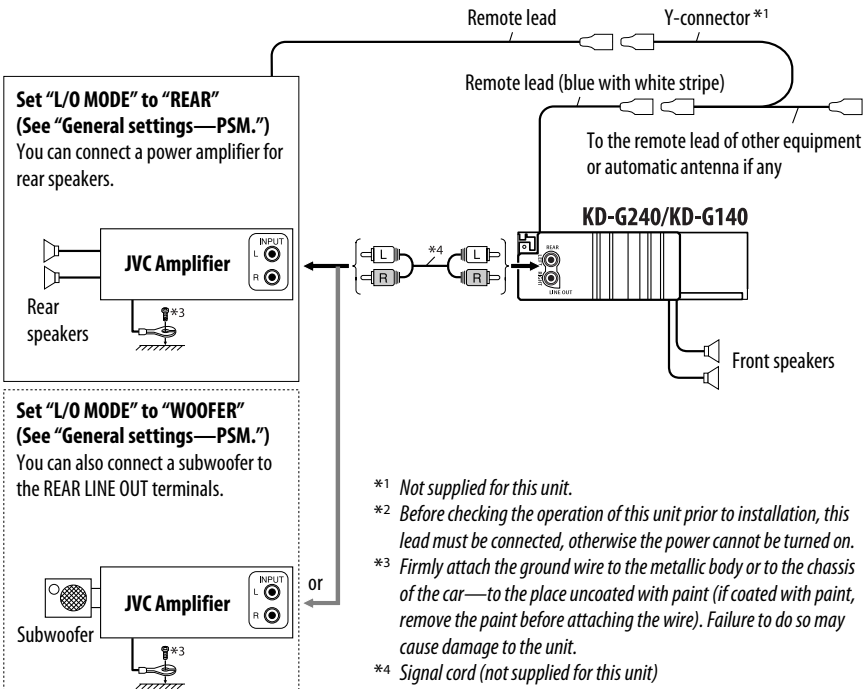 Remote lead
Y-connector *1
Remote lead (blue with white stripe)
To the remote lead of other equipment
or automatic antenna if any
Set “L/O MODE” to “REAR”
(See “General settings—PSM.”)
You can connect a power amplifier for
rear speakers.
JVC Amplifier
INPUT
L
R
Rear
speakers
*3
L
R
*4
L
R
KD-G240/KD-G140
REAR
LEFT
RIGHT
LINE OUT
Front speakers
Set “L/O MODE” to “WOOFER”
(See “General settings—PSM.”)
You can also connect a subwoofer to
the REAR LINE OUT terminals.
JVC Amplifier
INPUT
L
R
Subwoofer
*3
or
*1 Not supplied for this unit.
*2 Before checking the operation of this unit prior to installation, this
lead must be connected, otherwise the power cannot be turned on.
*3 Firmly attach the ground wire to the metallic body or to the chassis
of the car—to the place uncoated with paint (if coated with paint,
remove the paint before attaching the wire). Failure to do so may
cause damage to the unit.
*4 Signal cord (not supplied for this unit)